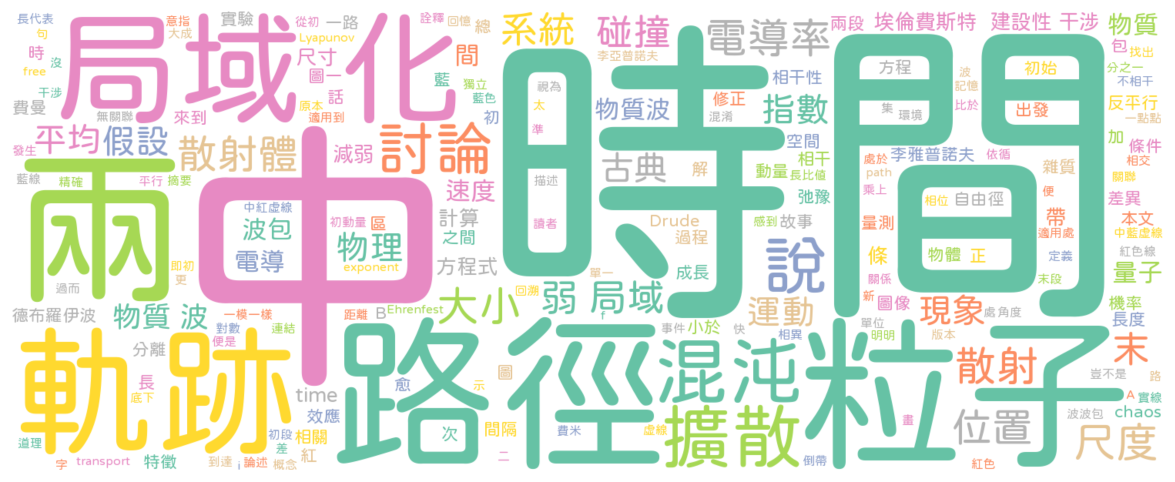 局域化
兩
中
時間
軌跡
路徑
粒子
討論
說
混沌
擴散
電導率
系統
碰撞
埃倫費斯特
建設性 干涉
物質
兩段
包
找出
分之一
不相干
反平行
一點點
加
條件
相交
關聯
差異
本文
中藍虛線
紅色線
量子
機率
長度
末
版本
實線
路
A
chaos
尺度
位置
散射
現象
圖像
運動
弱 局域
大小
物質 波
德布羅伊波
物理
電導
波包
中紅虛線
初動量
區
計算
之間
方程式
exponent
速度
減弱
散射體
平均
假設
發生
藍線
精確
平行
摘要
過而
即初
更
一模一樣
對數
便是
連結
距離
B
Ehrenfest
回溯
單一
f
事件
小於
快
相異
成長
Drude
過程
感到
故事
古典
解
動量
長比值
相干
空間
弛豫
指數
相干性
修正
混淆
物質波
李亞普諾夫
視為
太
準
描述
讀者
方程
波
記憶
初始
集
環境
比於
出發
李雅普諾夫
依循
處於
path
乘上
量測
條
關係
新
自由徑
相位
物體
正
定義
末段
雜質
帶
便
適用處
處角度
單位
明明
豈不是
波波包
畫
紅色
倒帶
費米
虛線
二
間隔
示
圖
次
愈
time
效應
相關
紅
初段
差
概念
i
論述
到達
特徵
transport
字
道理
底下
長
分離
長代表
句
時
沒
free
干涉
費曼
無關聯
意指
大成
實驗
從初
一路
Lyapunov
詮釋
回憶
總
尺寸
圖一
間
藍
獨立
藍色
話
原本
適用到
初
來到